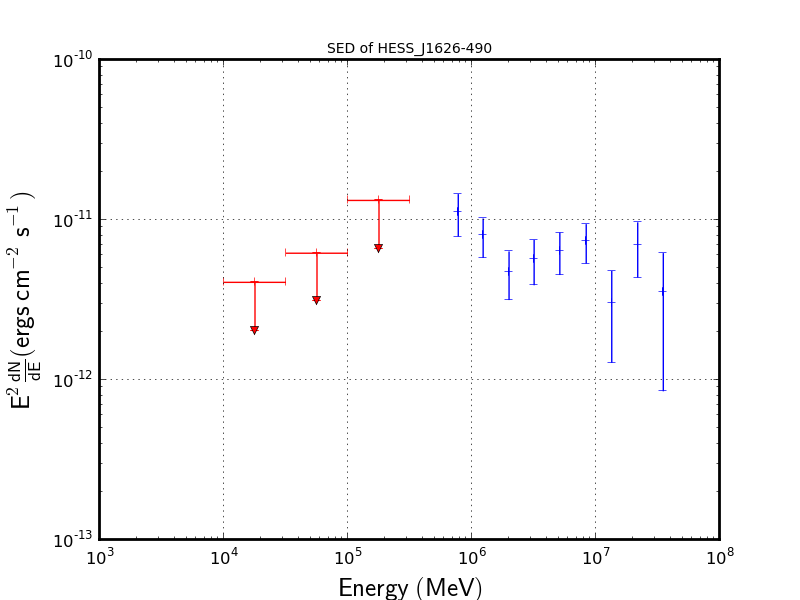 SED of HESS_J1626-490
10^-10
10^-11
10^-12
10^-13
E^2 dN/dE (ergs cm^-2 s^-1)
10^3 10^4 10^5 10^6 10^7 10^8
Energy (MeV)